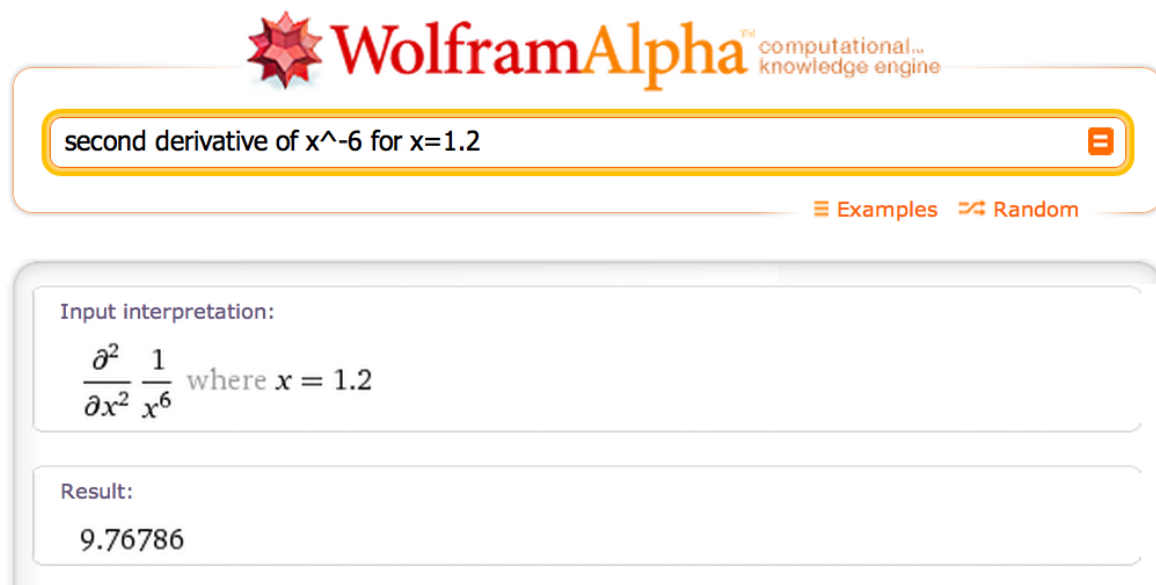 WolframAlpha™ computational..
knowledge engine
second derivative of x^-6 for x=1.2
=
Examples Random
Input interpretation:
∂² 1
∂x² x⁶ where x = 1.2
Result:
9.76786